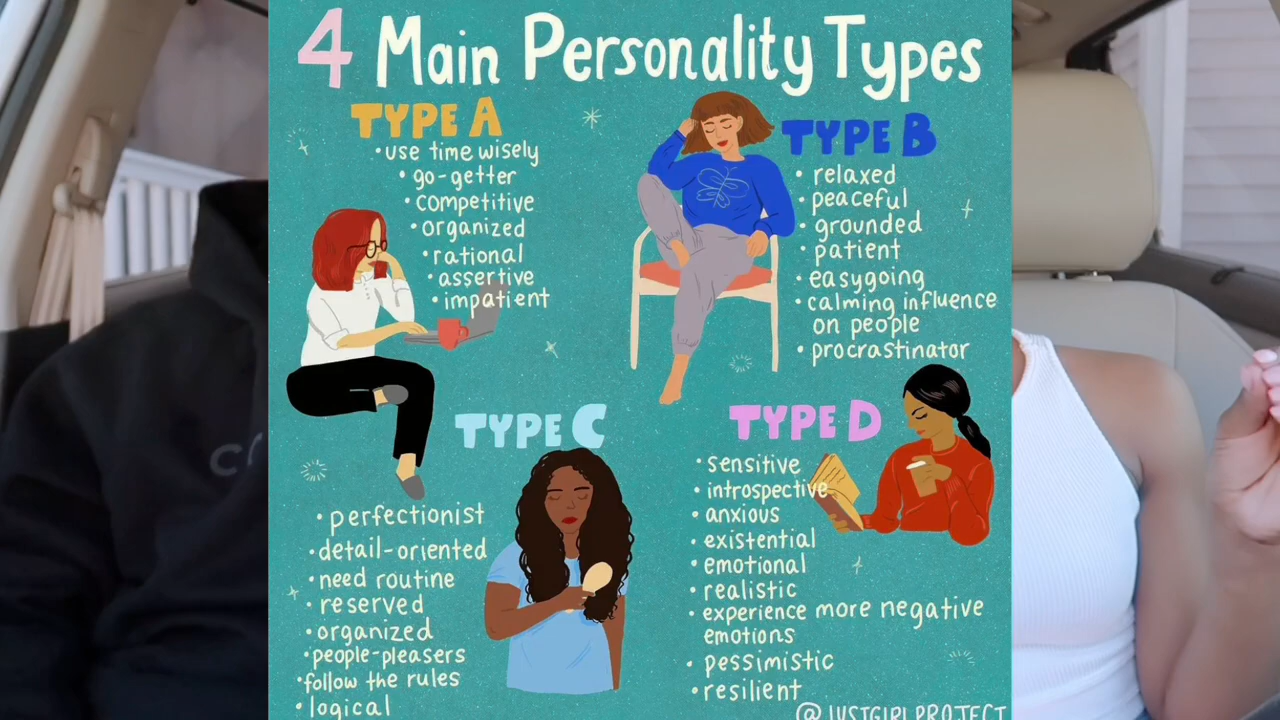 4 Main Personality Types
TYPE A
• use time wisely
• go-getter
• competitive
• organized
• rational
• assertive
• impatient
TYPE B
• relaxed
• peaceful
• grounded
• patient
• easygoing
• calming influence
on people
• procrastinator
TYPE C
• perfectionist
• detail-oriented
• need routine
• reserved
• organized
• people-pleasers
• follow the rules
• logical
TYPE D
• sensitive
• introspective
• anxious
• existential
• emotional
• realistic
• experience more negative
emotions
• pessimistic
• resilient
@JUSTGIRLPROJECT